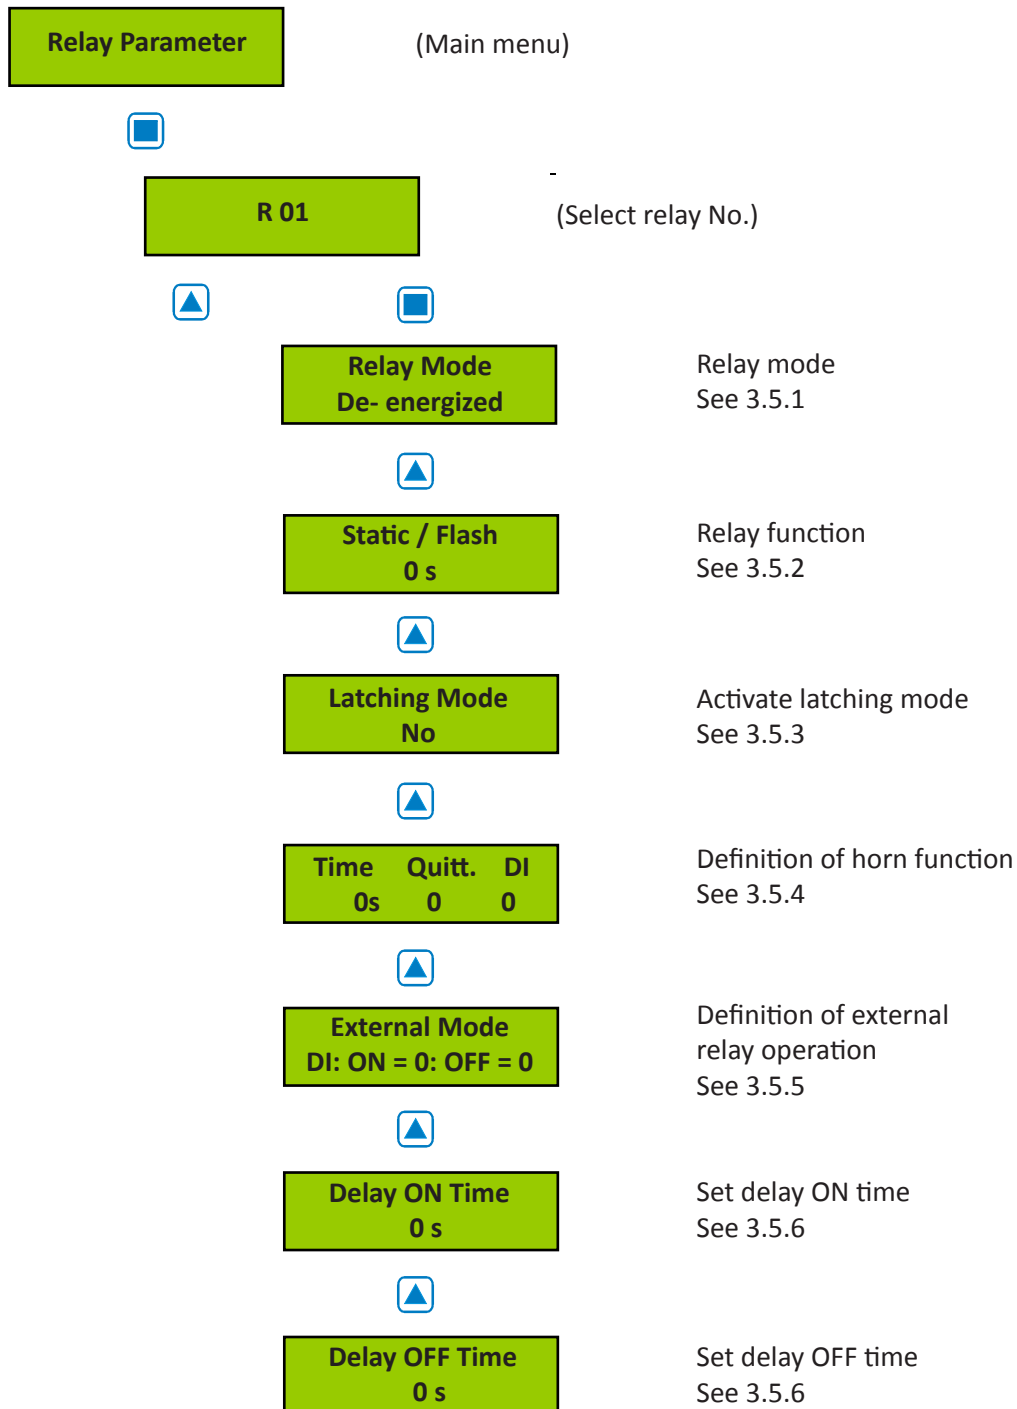 Relay Parameter
(Main menu)
R 01
(Select relay No.)
Relay Mode
De- energized
Relay mode
See 3.5.1
Static / Flash
0 s
Relay function
See 3.5.2
Latching Mode
No
Activate latching mode
See 3.5.3
Time Quitt. DI
0s 0 0
Definition of horn function
See 3.5.4
External Mode
DI: ON = 0: OFF = 0
Definition of external
relay operation
See 3.5.5
Delay ON Time
0 s
Set delay ON time
See 3.5.6
Delay OFF Time
0 s
Set delay OFF time
See 3.5.6